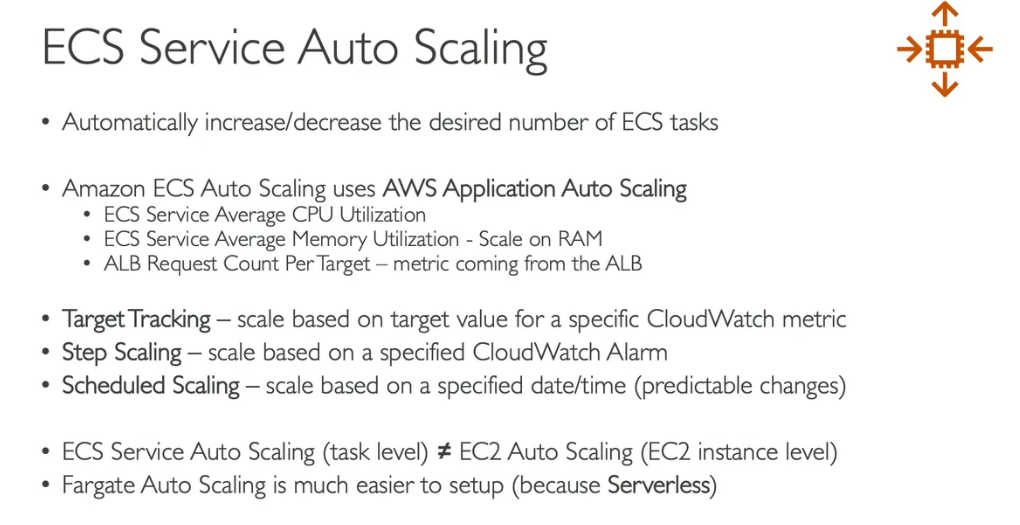 ECS Service Auto Scaling
• Automatically increase/decrease the desired number of ECS tasks
• Amazon ECS Auto Scaling uses AWS Application Auto Scaling
• ECS Service Average CPU Utilization
• ECS Service Average Memory Utilization - Scale on RAM
• ALB Request Count Per Target – metric coming from the ALB
• Target Tracking – scale based on target value for a specific CloudWatch metric
• Step Scaling – scale based on a specified CloudWatch Alarm
• Scheduled Scaling – scale based on a specified date/time (predictable changes)
• ECS Service Auto Scaling (task level) ≠ EC2 Auto Scaling (EC2 instance level)
• Fargate Auto Scaling is much easier to setup (because Serverless)